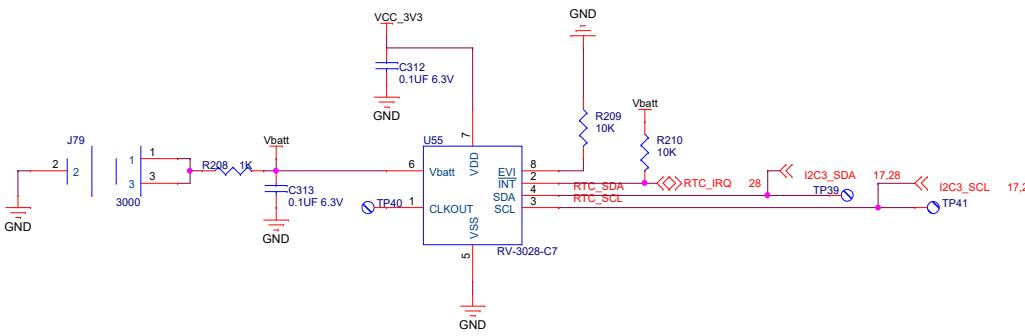 GND
VCC_3V3
C312
0.1UF 6.3V
GND
R209
10K
Vbatt
R210
10K
J79
2
2
1
1
3
3
3000
GND
R208 1K
Vbatt
C313
0.1UF 6.3V
GND
U55
7
VDD
6
Vbatt
TP40
1
CLKOUT
VSS
5
EVI
8
INT
2
SDA
4
SCL
3
RV-3028-C7
GND
RTC_SDA
RTC_SCL
RTC_IRQ 28
I2C3_SDA 17,28
TP39
I2C3_SCL
TP41